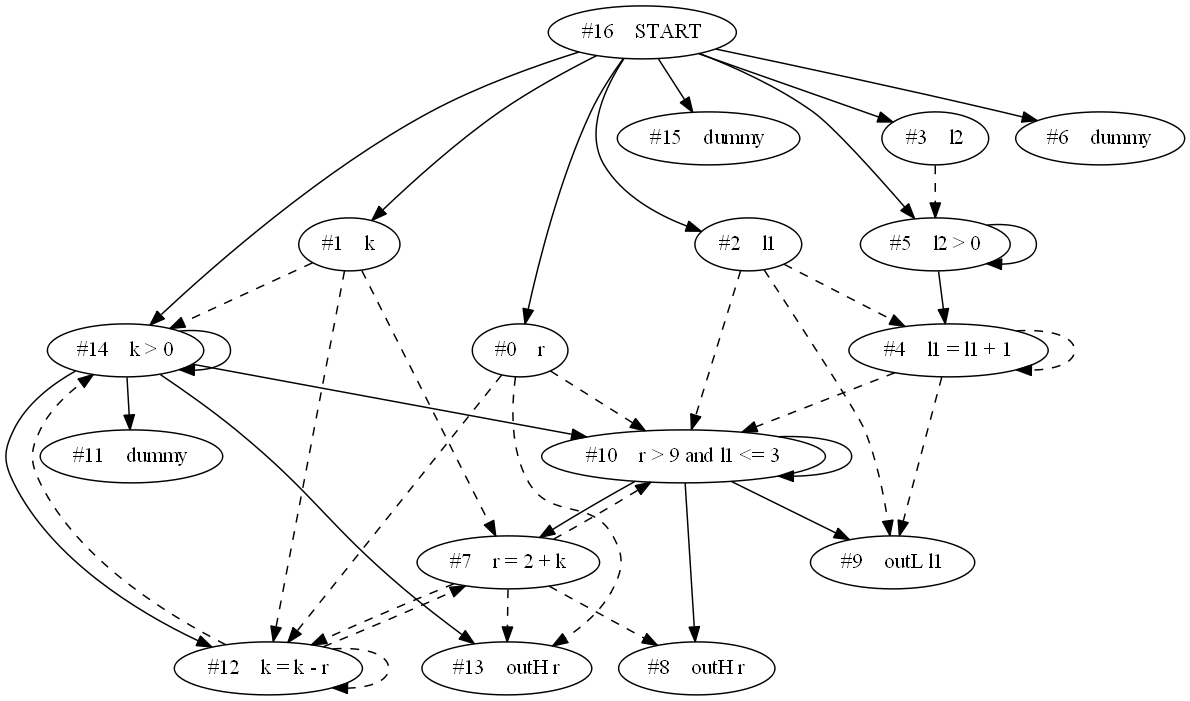 #16 START
#15 dummy
#3 l2
#6 dummy
#1 k
#2 l1
#5 l2 > 0
#14 k > 0
#0 r
#4 l1 = l1 + 1
#11 dummy
#10 r > 9 and l1 <= 3
#7 r = 2 + k
#9 outL l1
#12 k = k - r
#13 outH r
#8 outH r